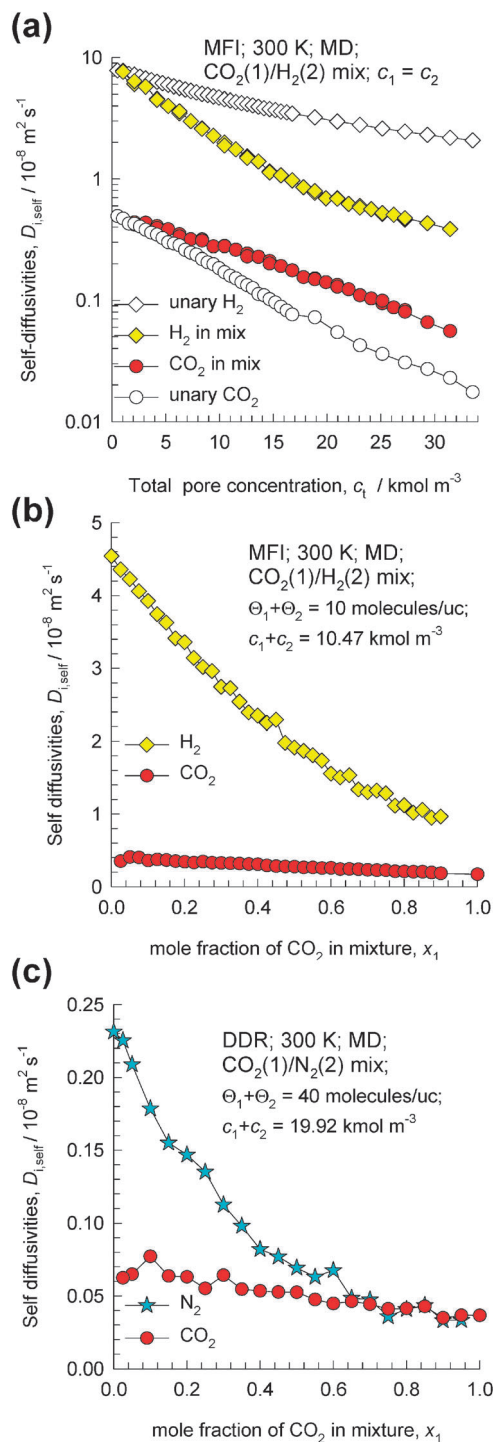 (a)
MFI; 300 K; MD;
CO₂(1)/H₂(2) mix; c₁ = c₂
Self-diffusivities, Dᵢ,self / 10⁻⁸ m² s⁻¹
10
1
0.1
0.01
unary H₂
H₂ in mix
CO₂ in mix
unary CO₂
0 5 10 15 20 25 30
Total pore concentration, cₜ / kmol m⁻³
(b)
MFI; 300 K; MD;
CO₂(1)/H₂(2) mix;
Θ₁+Θ₂ = 10 molecules/uc;
c₁+c₂ = 10.47 kmol m⁻³
Self diffusivities, Dᵢ,self / 10⁻⁸ m² s⁻¹
5
4
3
2
1
0
H₂
CO₂
0.0 0.2 0.4 0.6 0.8 1.0
mole fraction of CO₂ in mixture, x₁
(c)
DDR; 300 K; MD;
CO₂(1)/N₂(2) mix;
Θ₁+Θ₂ = 40 molecules/uc;
c₁+c₂ = 19.92 kmol m⁻³
Self diffusivities, Dᵢ,self / 10⁻⁸ m² s⁻¹
0.25
0.20
0.15
0.10
0.05
0.00
N₂
CO₂
0.0 0.2 0.4 0.6 0.8 1.0
mole fraction of CO₂ in mixture, x₁